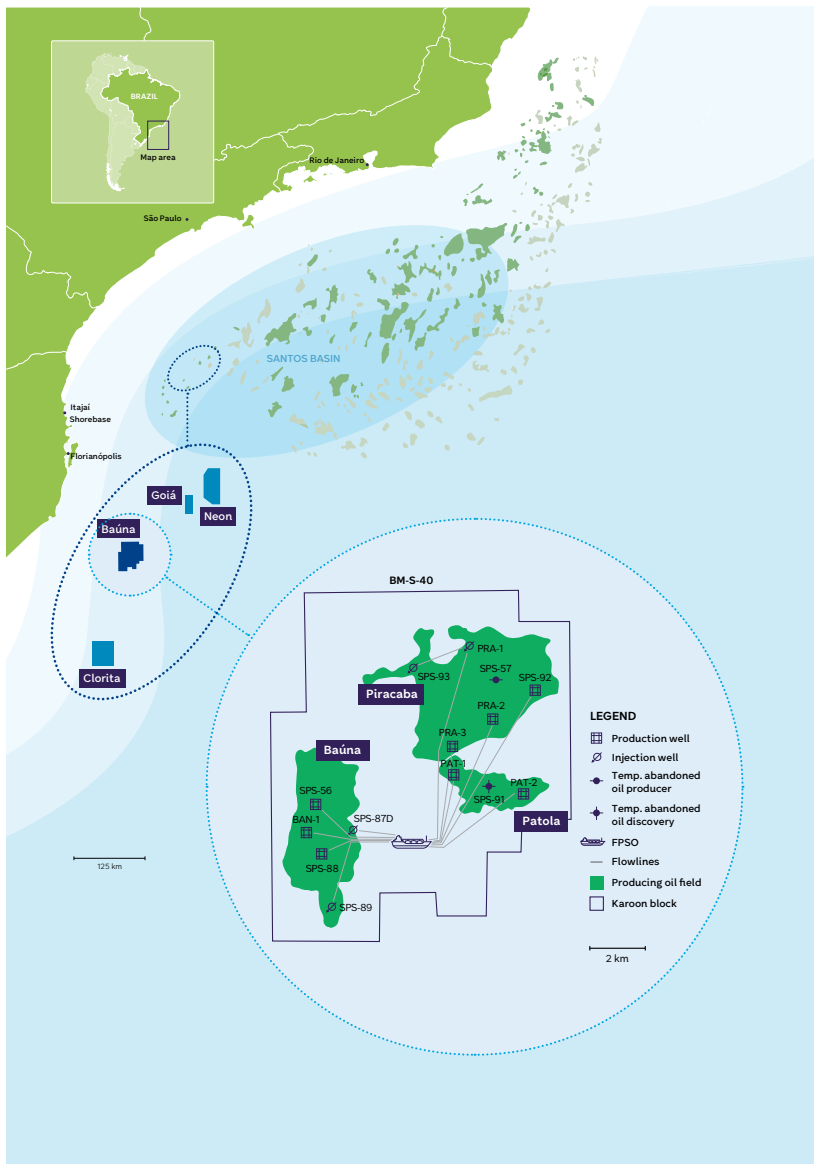 BRAZIL
Map area
Rio de Janeiro
São Paulo
SANTOS BASIN
Itajaí
Shorebase
Florianópolis
Goiá
Neon
Baúna
Clorita
125 km
BM-S-40
PRA-1
SPS-93
SPS-57
SPS-92
Piracaba
PRA-2
PRA-3
Baúna
PAT-1
PAT-2
SPS-56
SPS-91
BAN-1
SPS-87D
Patola
SPS-88
SPS-89
LEGEND
Production well
Injection well
Temp. abandoned
oil producer
Temp. abandoned
oil discovery
FPSO
Flowlines
Producing oil field
Karoon block
2 km